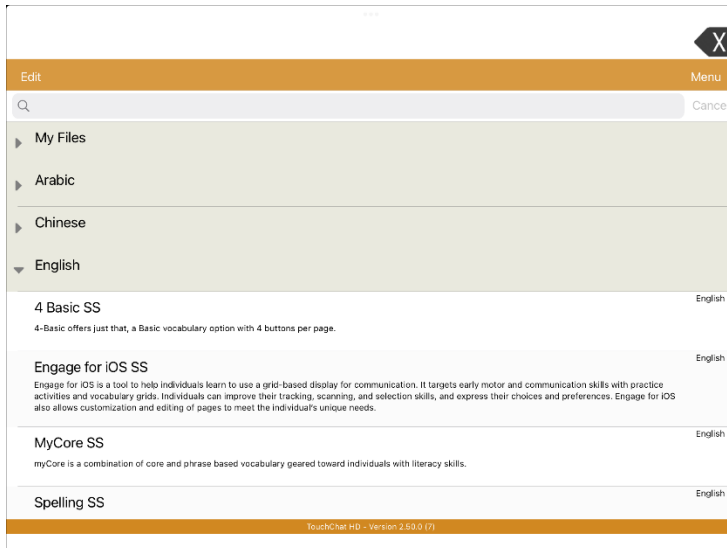 X
Edit
Menu
Cance
My Files
Arabic
Chinese
English
English
4 Basic SS
4-Basic offers just that, a Basic vocabulary option with 4 buttons per page.
English
Engage for iOS SS
Engage for iOS is a tool to help individuals learn to use a grid-based display for communication. It targets early motor and communication skills with practice
activities and vocabulary grids. Individuals can improve their tracking, scanning, and selection skills, and express their choices and preferences. Engage for iOS
also allows customization and editing of pages to meet the individual's unique needs.
English
MyCore SS
myCore is a combination of core and phrase based vocabulary geared toward individuals with literacy skills.
English
Spelling SS
TouchChat HD - Version 2.50.0 (7)